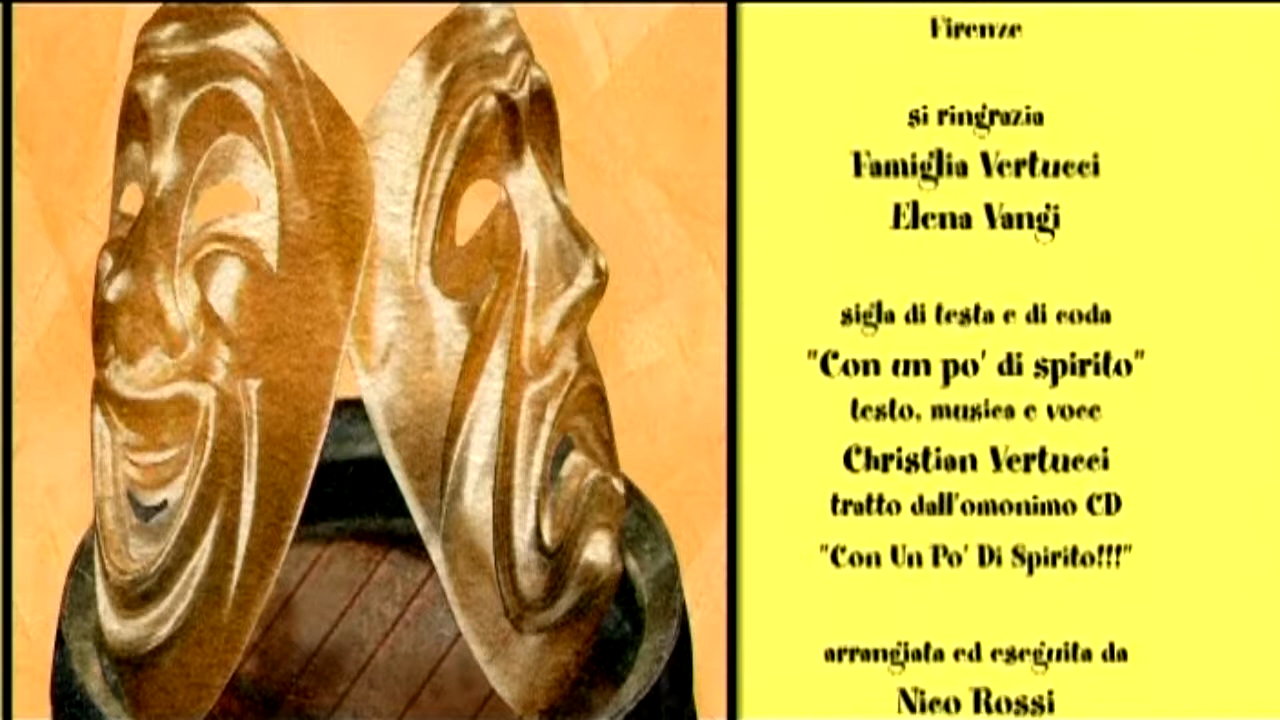 Firenze
si ringrazia
Famiglia Vertucci
Elena Vangi
sigla di testa e di coda
"Con un po' di spirito"
testo, musica e voce
Christian Vertucci
tratto dall'omonimo CD
"Con Un Po' Di Spirito!!!"
arrangiata ed eseguita da
Nico Rossi